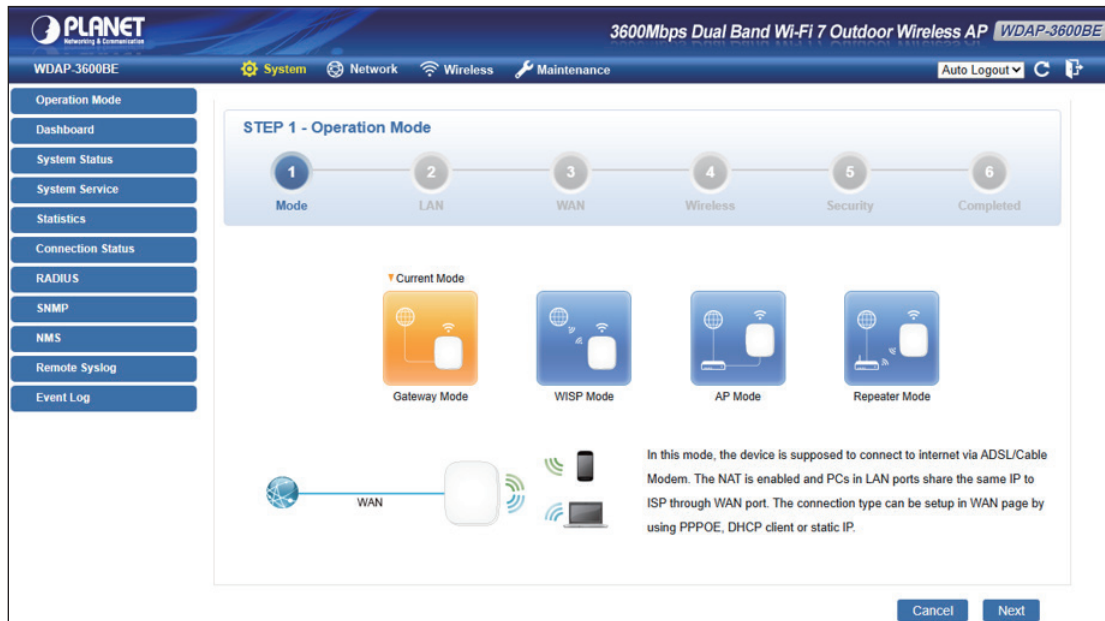 PLANET
Networking & Communication
3600Mbps Dual Band Wi-Fi 7 Outdoor Wireless AP WDAP-3600BE
WDAP-3600BE
System Network Wireless Maintenance
Auto Logout
Operation Mode
Dashboard
System Status
System Service
Statistics
Connection Status
RADIUS
SNMP
NMS
Remote Syslog
Event Log
STEP 1 - Operation Mode
1 2 3 4 5 6
Mode LAN WAN Wireless Security Completed
Current Mode
Gateway Mode WISP Mode AP Mode Repeater Mode
WAN
In this mode, the device is supposed to connect to internet via ADSL/Cable
Modem. The NAT is enabled and PCs in LAN ports share the same IP to
ISP through WAN port. The connection type can be setup in WAN page by
using PPPOE, DHCP client or static IP.
Cancel Next